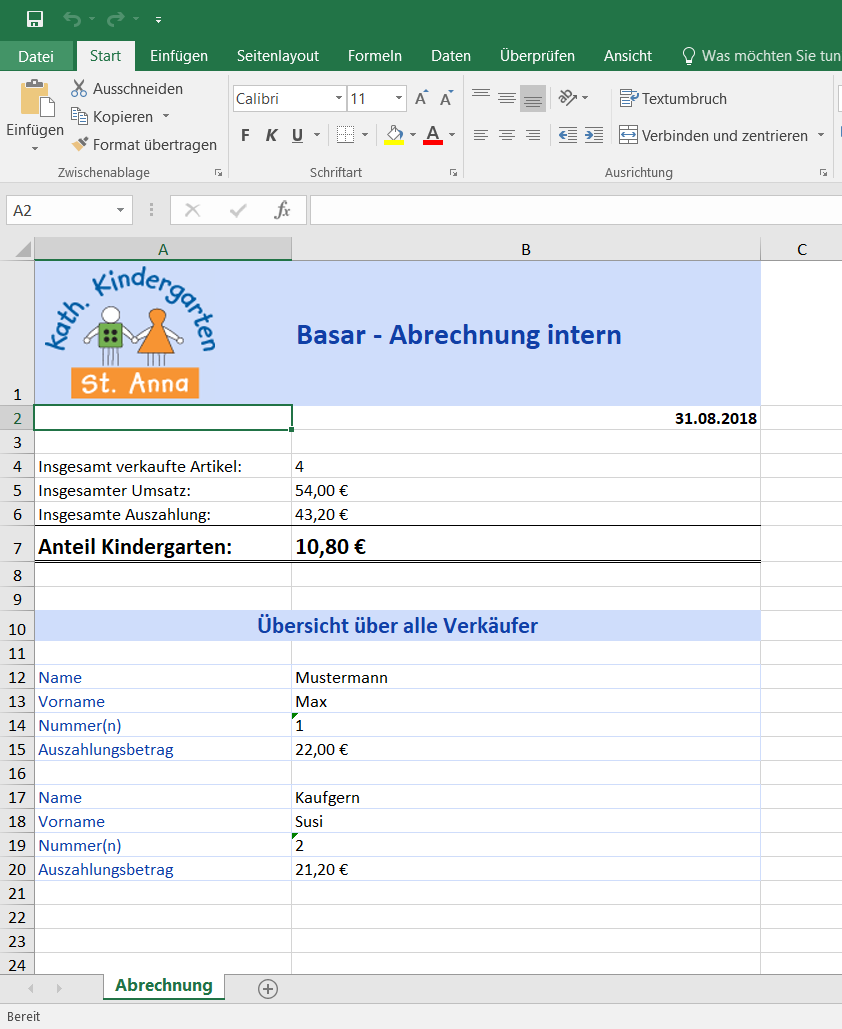 Datei Start Einfügen Seitenlayout Formeln Daten Überprüfen Ansicht Was möchten Sie tun
Einfügen
Ausschneiden
Kopieren
Format übertragen
Zwischenablage
Calibri 11 A A
F K U A
Schriftart
Textumbruch
Verbinden und zentrieren
Ausrichtung
A2 fx
A B C
Kath. Kindergarten
St. Anna
1 Basar - Abrechnung intern
2 31.08.2018
3
4 Insgesamt verkaufte Artikel: 4
5 Insgesamter Umsatz: 54,00 €
6 Insgesamte Auszahlung: 43,20 €
7 Anteil Kindergarten: 10,80 €
8
9
10 Übersicht über alle Verkäufer
11
12 Name Mustermann
13 Vorname Max
14 Nummer(n) 1
15 Auszahlungsbetrag 22,00 €
16
17 Name Kaufgern
18 Vorname Susi
19 Nummer(n) 2
20 Auszahlungsbetrag 21,20 €
21
22
23
24
Abrechnung
Bereit